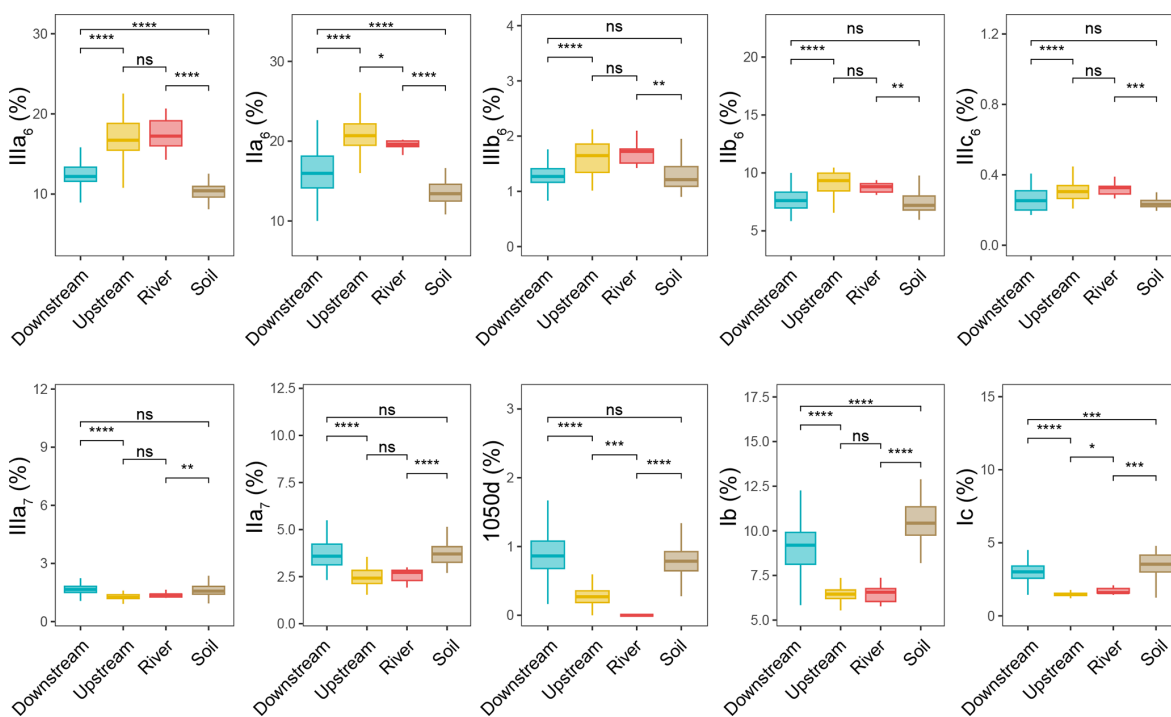 IIIa6 (%)
30
20
10
****
****
ns
****
Downstream
Upstream
River
Soil
IIa6 (%)
30
20
10
****
****
*
****
Downstream
Upstream
River
Soil
IIIb6 (%)
4
3
2
1
0
ns
****
ns
**
Downstream
Upstream
River
Soil
IIb6 (%)
20
15
10
5
ns
****
ns
**
Downstream
Upstream
River
Soil
IIIc6 (%)
1.2
0.8
0.4
0.0
ns
****
ns
***
Downstream
Upstream
River
Soil
IIIa7 (%)
12
9
6
3
0
ns
****
ns
**
Downstream
Upstream
River
Soil
IIa7 (%)
12.5
10.0
7.5
5.0
2.5
0.0
ns
****
ns
****
Downstream
Upstream
River
Soil
1050d (%)
3
2
1
0
ns
****
***
****
Downstream
Upstream
River
Soil
Ib (%)
17.5
15.0
12.5
10.0
7.5
5.0
****
****
ns
****
Downstream
Upstream
River
Soil
Ic (%)
15
10
5
0
***
****
*
***
Downstream
Upstream
River
Soil